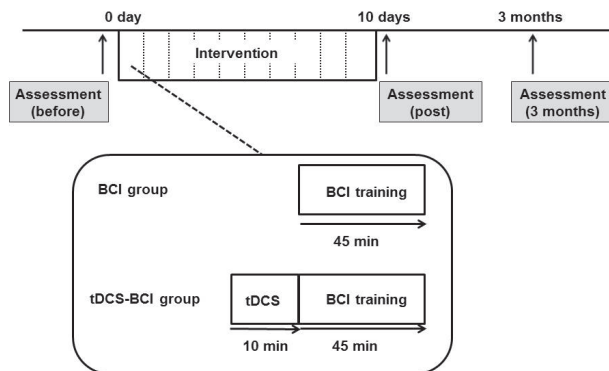 0 day
10 days
3 months
Intervention
Assessment
(before)
Assessment
(post)
Assessment
(3 months)
BCI group
BCI training
45 min
tDCS-BCI group
tDCS
BCI training
10 min
45 min